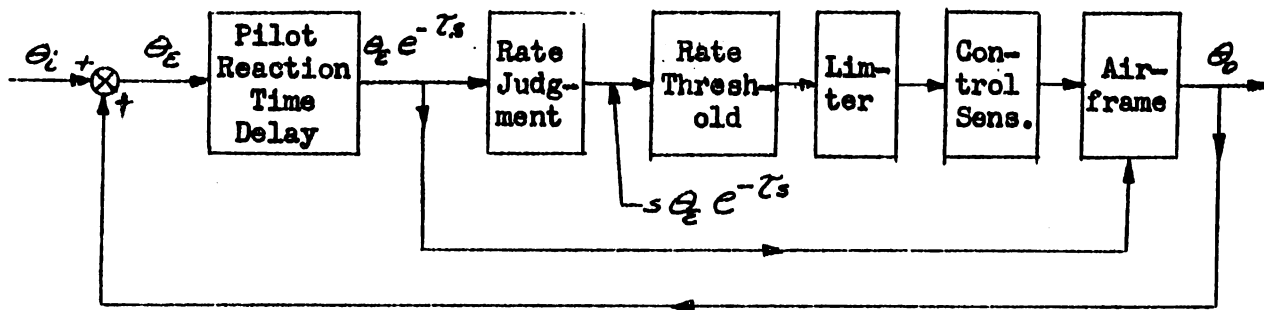 θi
+
+
θε
Pilot
Reaction
Time
Delay
θε e^-τs
Rate
Judg-
ment
s θε e^-τs
Rate
Thresh-
old
Lim-
ter
Con-
trol
Sens.
Air-
frame
θo